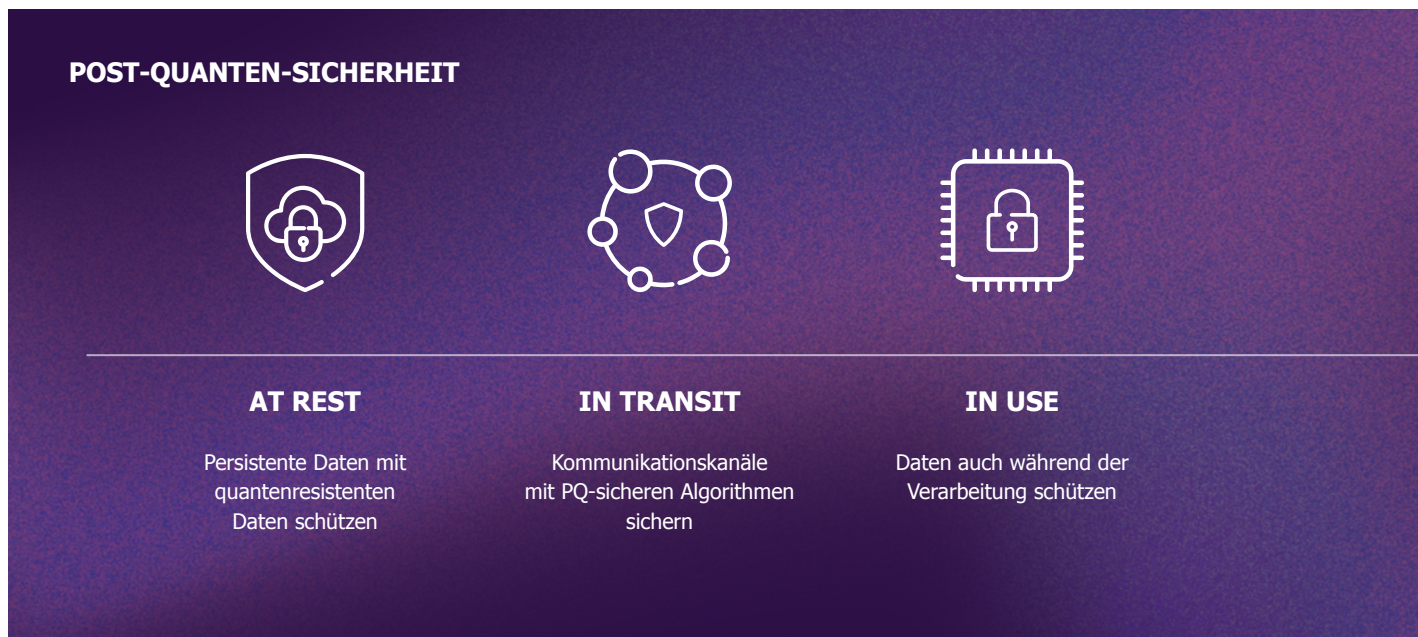 POST-QUANTEN-SICHERHEIT
AT REST
Persistente Daten mit
quantenresistenten
Daten schützen
IN TRANSIT
Kommunikationskanäle
mit PQ-sicheren Algorithmen
sichern
IN USE
Daten auch während der
Verarbeitung schützen